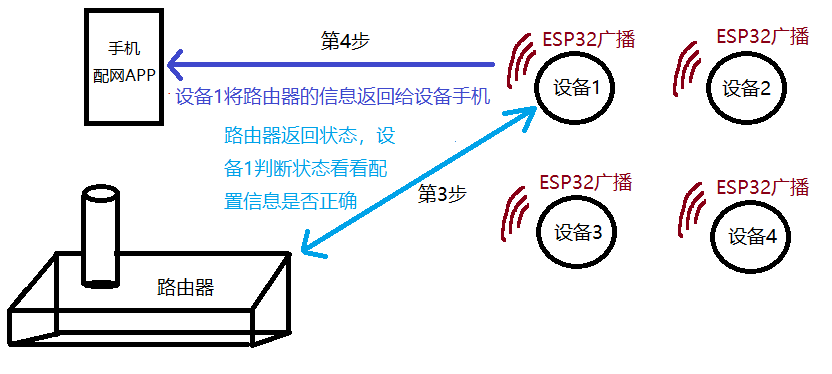 手机
配网APP
第4步
ESP32广播
ESP32广播
设备1
设备2
设备1将路由器的信息返回给设备手机
路由器返回状态，设
备1判断状态看看配
置信息是否正确
第3步
ESP32广播
ESP32广播
设备3
设备4
路由器